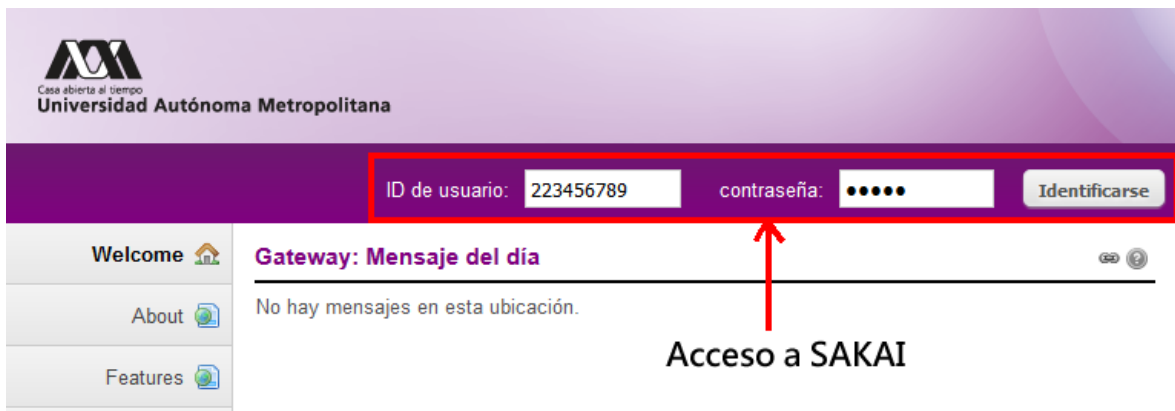 Casa abierta al tiempo
Universidad Autónoma Metropolitana
ID de usuario: 223456789 contraseña: ●●●●● Identificarse
Welcome
Gateway: Mensaje del día
About
No hay mensajes en esta ubicación.
Features
Acceso a SAKAI